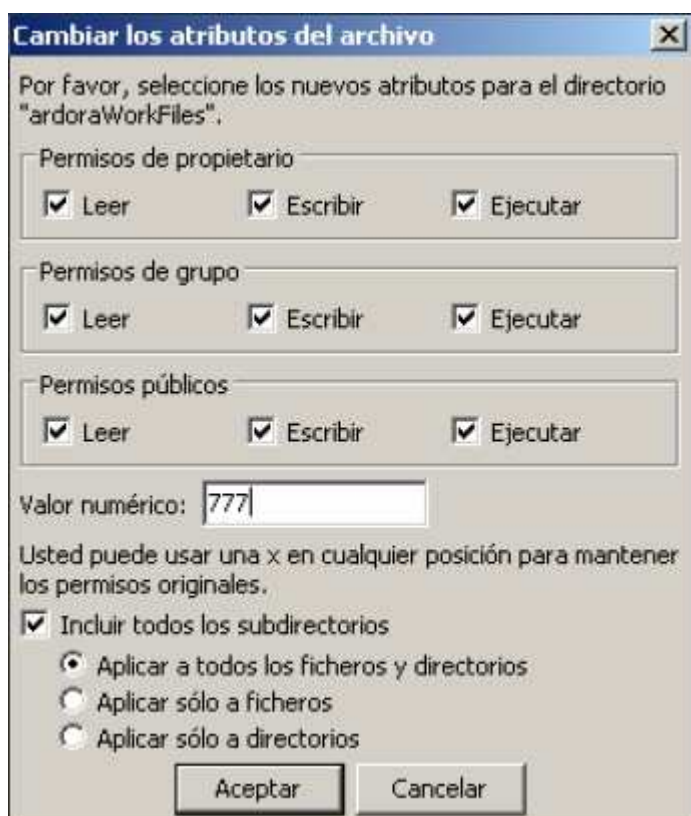 Cambiar los atributos del archivo
Por favor, seleccione los nuevos atributos para el directorio
"ardoraWorkFiles".
Permisos de propietario
Leer Escribir Ejecutar
Permisos de grupo
Leer Escribir Ejecutar
Permisos públicos
Leer Escribir Ejecutar
Valor numérico: 777
Usted puede usar una x en cualquier posición para mantener
los permisos originales.
Incluir todos los subdirectorios
Aplicar a todos los ficheros y directorios
Aplicar sólo a ficheros
Aplicar sólo a directorios
Aceptar Cancelar